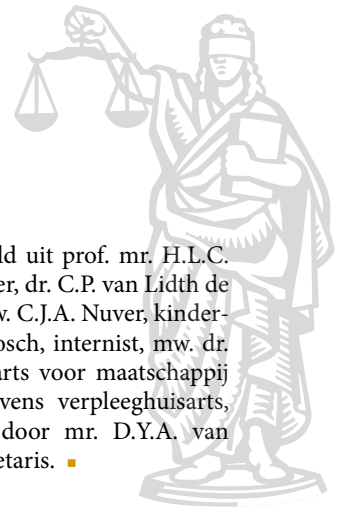 ld uit prof. mr. H.L.C.
er, dr. C.P. van Lidth de
w. C.J.A. Nuver, kinder-
osch, internist, mw. dr.
arts voor maatschappij
vens verpleeghuisarts,
door mr. D.Y.A. van
etaris.